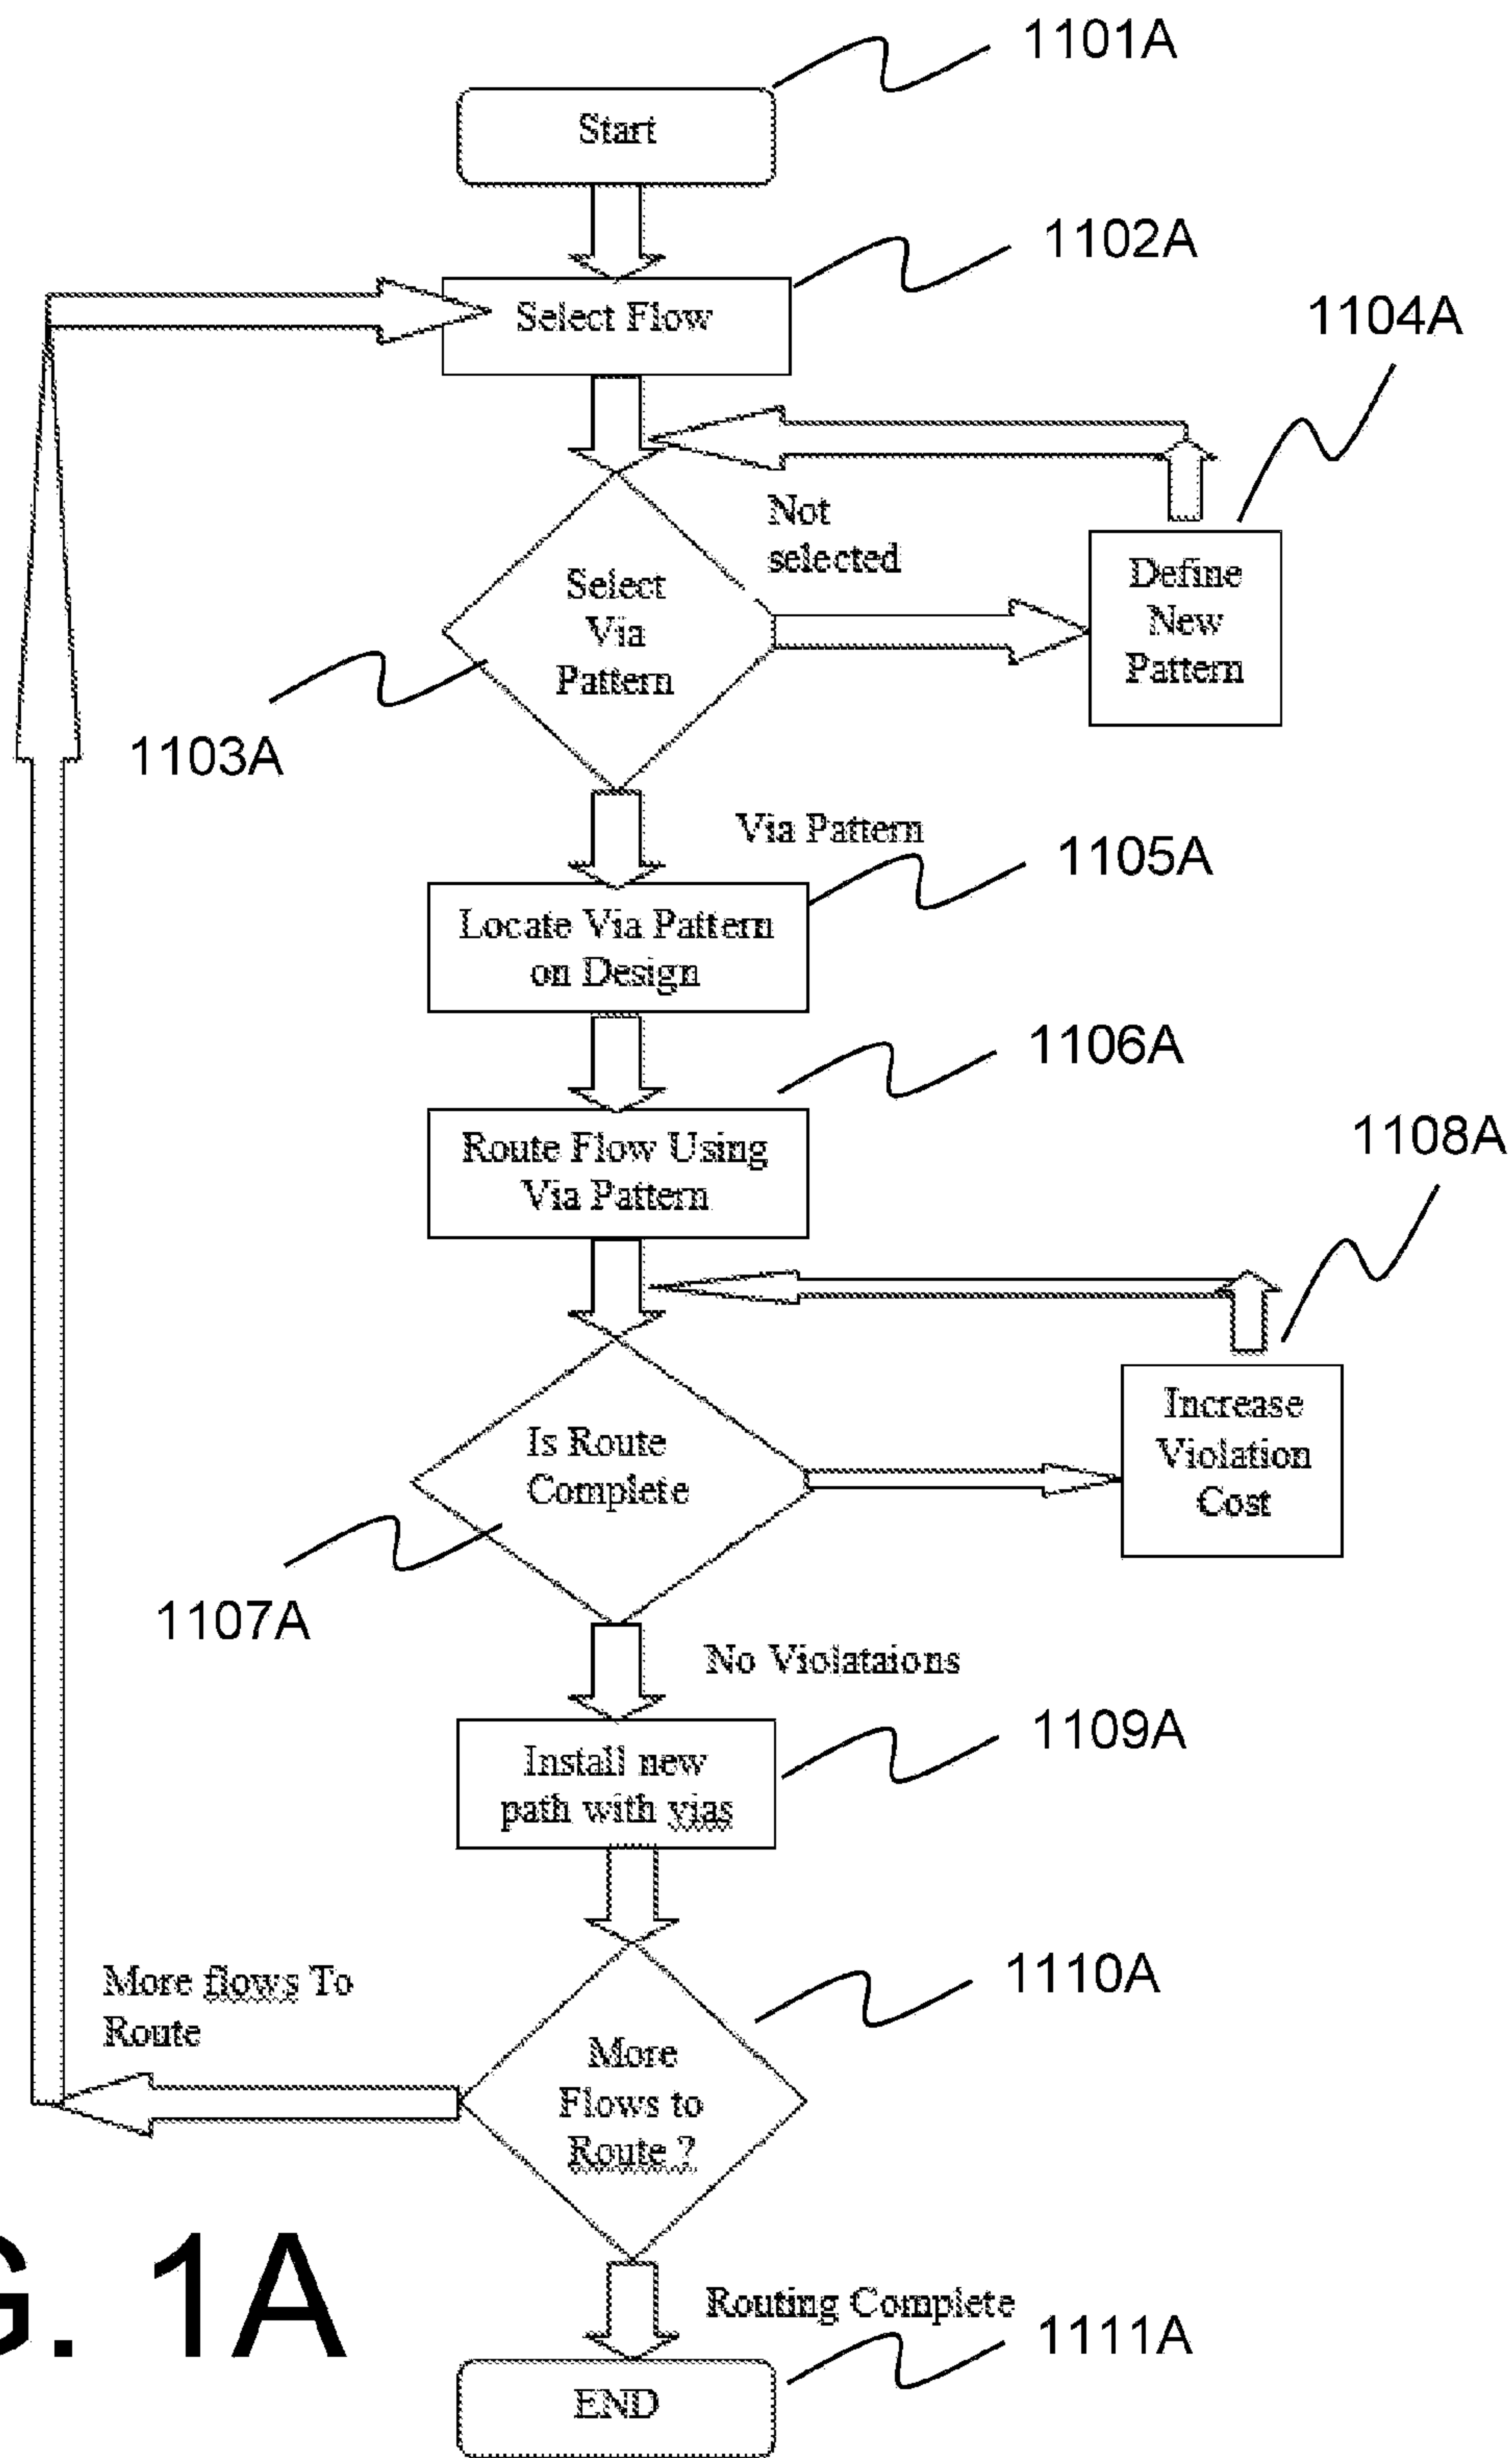 1101A
Start
1102A
Select Flow
1104A
Not
selected
Select
Via
Pattern
Define
New
Pattern
1103A
Via Pattern
1105A
Locate Via Pattern
on Design
1106A
Route Flow Using
Via Pattern
1108A
Is Route
Complete
Increase
Violation
Cost
1107A
No Violataions
1109A
Install new
path with vias
1110A
More flows To
Route
More
Flows to
Route ?
G. 1A
Routing Complete
1111A
END